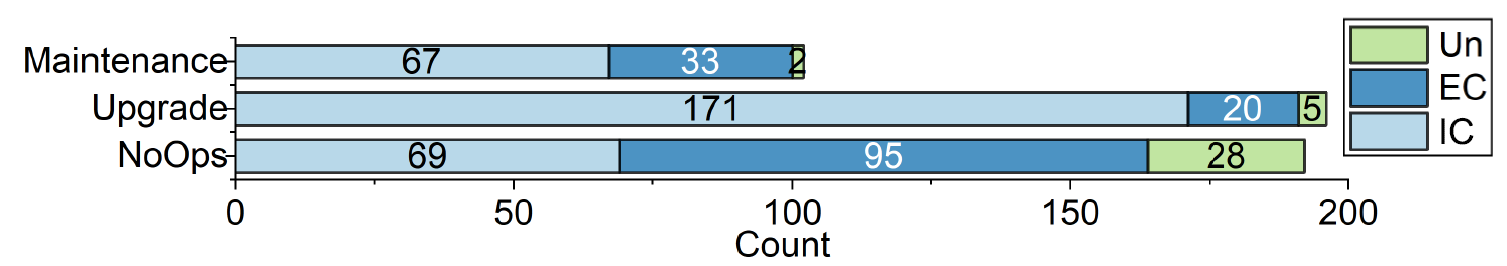 Maintenance 67 33 2
Upgrade 171 20 5
NoOps 69 95 28
0 50 100 150 200
Count
Un
EC
IC